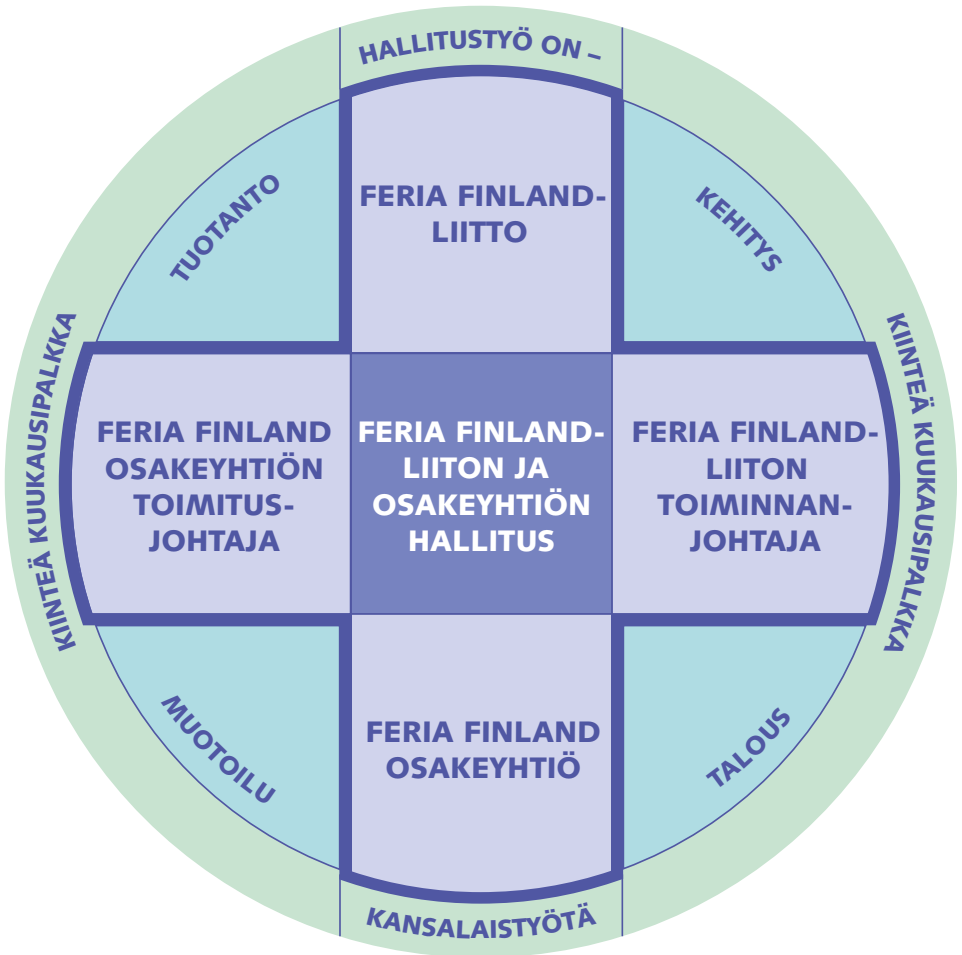 HALLITUSTYÖ ON –
TUOTANTO
FERIA FINLAND-
LIITTO
KEHITYS
KIINTEÄ KUUKAUSIPALKKA
FERIA FINLAND
OSAKEYHTIÖN
TOIMITUS-
JOHTAJA
FERIA FINLAND-
LIITON JA
OSAKEYHTIÖN
HALLITUS
FERIA FINLAND-
LIITON
TOIMINNAN-
JOHTAJA
KIINTEÄ KUUKAUSIPALKKA
MUOTOILU
FERIA FINLAND
OSAKEYHTIÖ
TALOUS
KANSALAISTYÖTÄ